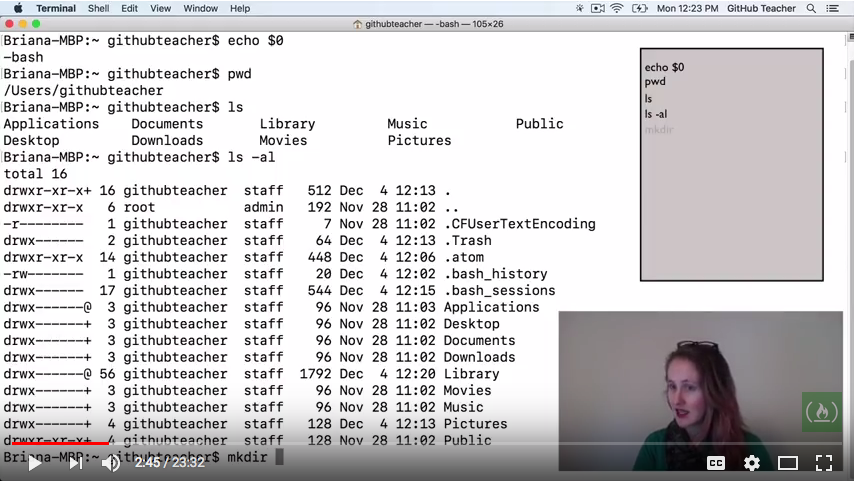 Terminal Shell Edit View Window Help Mon 12:23 PM GitHub Teacher
githubteacher — -bash — 105×26
Briana-MBP:~ githubteacher$ echo $0
-bash
Briana-MBP:~ githubteacher$ pwd
/Users/githubteacher
Briana-MBP:~ githubteacher$ ls
Applications Documents Library Music Public
Desktop Downloads Movies Pictures
Briana-MBP:~ githubteacher$ ls -al
total 16
drwxr-xr-x+ 16 githubteacher staff 512 Dec 4 12:13 .
drwxr-xr-x 6 root admin 192 Nov 28 11:02 ..
-r-------- 1 githubteacher staff 7 Nov 28 11:02 .CFUserTextEncoding
drwx------ 2 githubteacher staff 64 Dec 4 12:13 .Trash
drwxr-xr-x 14 githubteacher staff 448 Dec 4 12:06 .atom
-rw------- 1 githubteacher staff 20 Dec 4 12:02 .bash_history
drwx------ 17 githubteacher staff 544 Dec 4 12:15 .bash_sessions
drwx------@ 3 githubteacher staff 96 Nov 28 11:03 Applications
drwx------+ 3 githubteacher staff 96 Nov 28 11:02 Desktop
drwx------+ 3 githubteacher staff 96 Nov 28 11:02 Documents
drwx------+ 3 githubteacher staff 96 Nov 28 11:02 Downloads
drwx------@ 56 githubteacher staff 1792 Dec 4 12:20 Library
drwx------+ 3 githubteacher staff 96 Nov 28 11:02 Movies
drwx------+ 3 githubteacher staff 96 Nov 28 11:02 Music
drwx------+ 4 githubteacher staff 128 Dec 4 12:13 Pictures
drwxr-xr-x+ 4 githubteacher staff 128 Nov 28 11:02 Public
Briana-MBP:~ githubteacher$ mkdir
echo $0
pwd
ls
ls -al
mkdir
2:45 / 23:32
CC